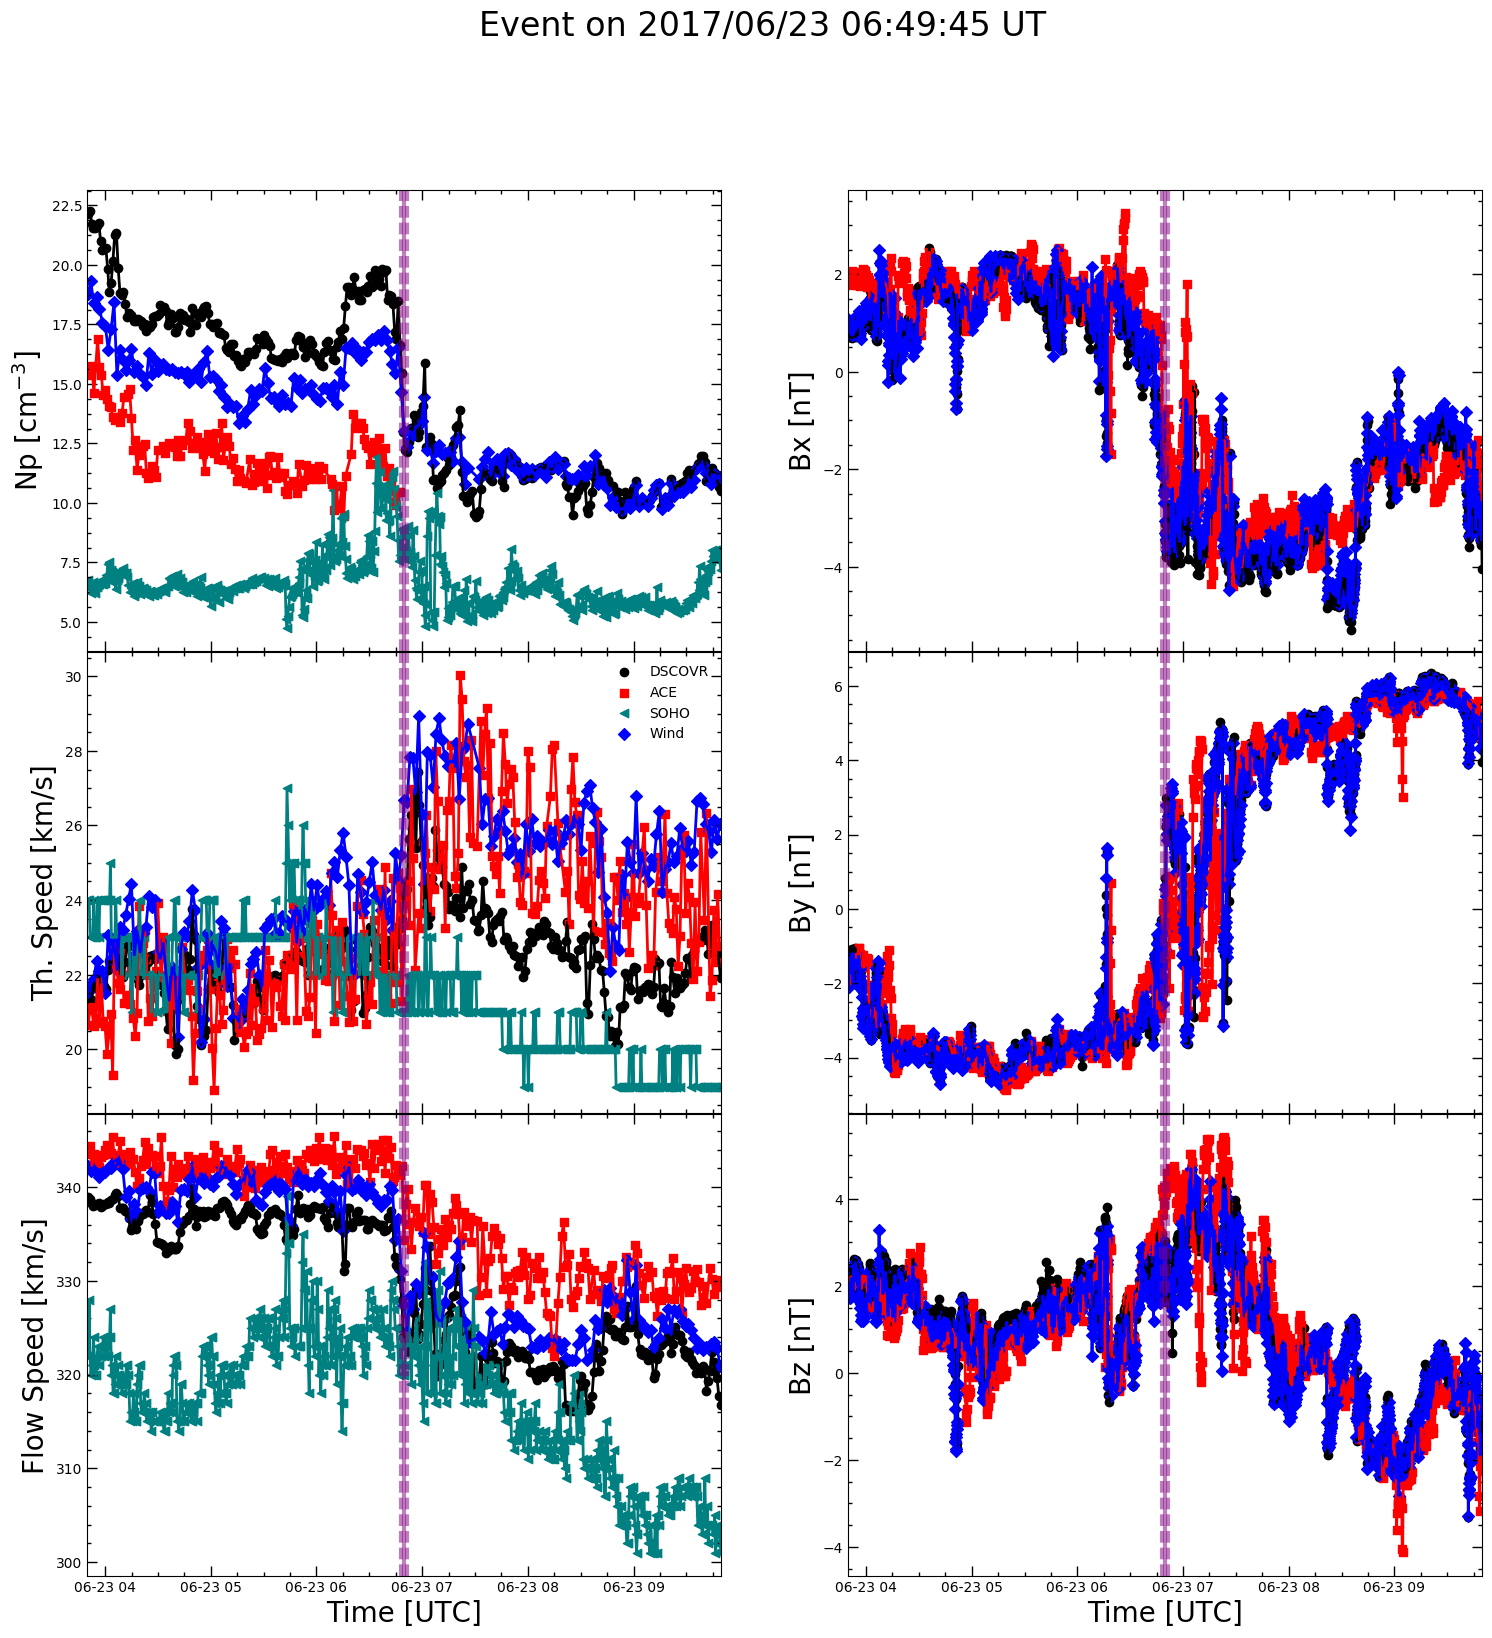 Event on 2017/06/23 06:49:45 UT
Np [cm⁻³]
22.5
20.0
17.5
15.0
12.5
10.0
7.5
5.0
Bx [nT]
2
0
−2
−4
Th. Speed [km/s]
30
28
26
24
22
20
DSCOVR
ACE
SOHO
Wind
By [nT]
6
4
2
0
−2
−4
Flow Speed [km/s]
340
330
320
310
300
Bz [nT]
4
2
0
−2
−4
06-23 04 06-23 05 06-23 06 06-23 07 06-23 08 06-23 09
Time [UTC]
06-23 04 06-23 05 06-23 06 06-23 07 06-23 08 06-23 09
Time [UTC]